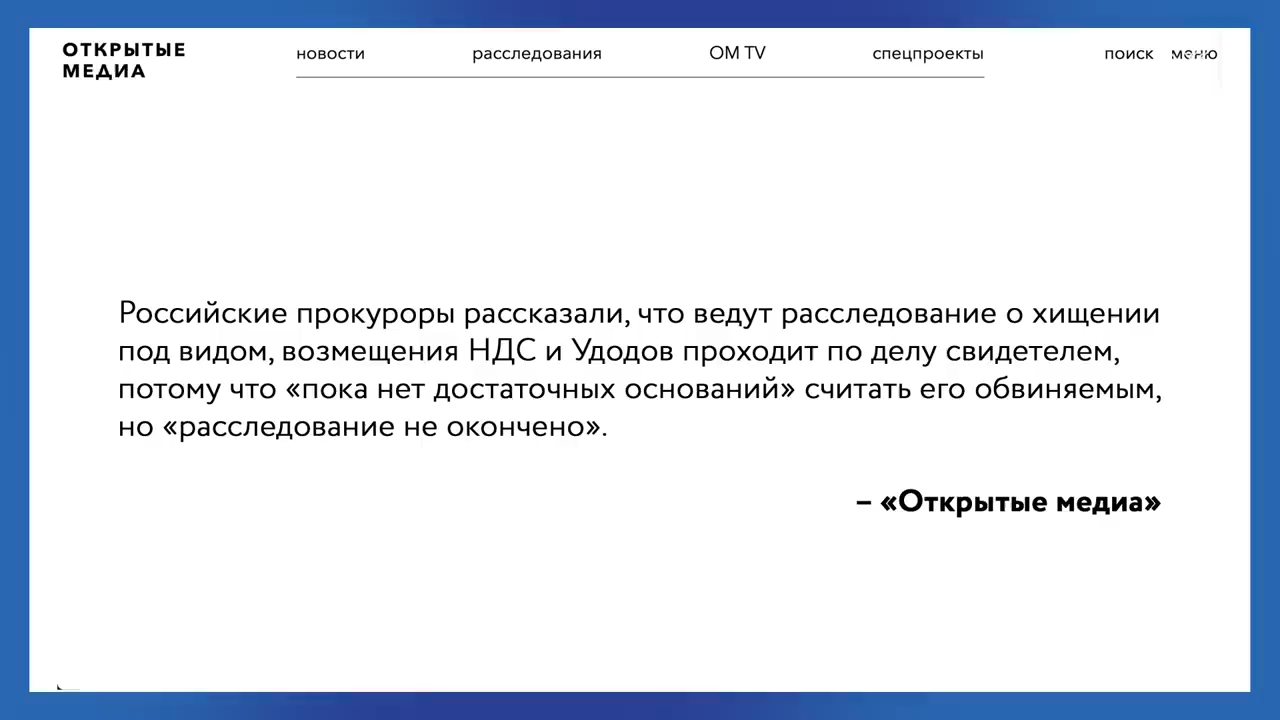 ОТКРЫТЫЕ
МЕДИА
новости расследования OM TV спецпроекты поиск меню
Российские прокуроры рассказали, что ведут расследование о хищении
под видом, возмещения НДС и Удодов проходит по делу свидетелем,
потому что «пока нет достаточных оснований» считать его обвиняемым,
но «расследование не окончено».
– «Открытые медиа»